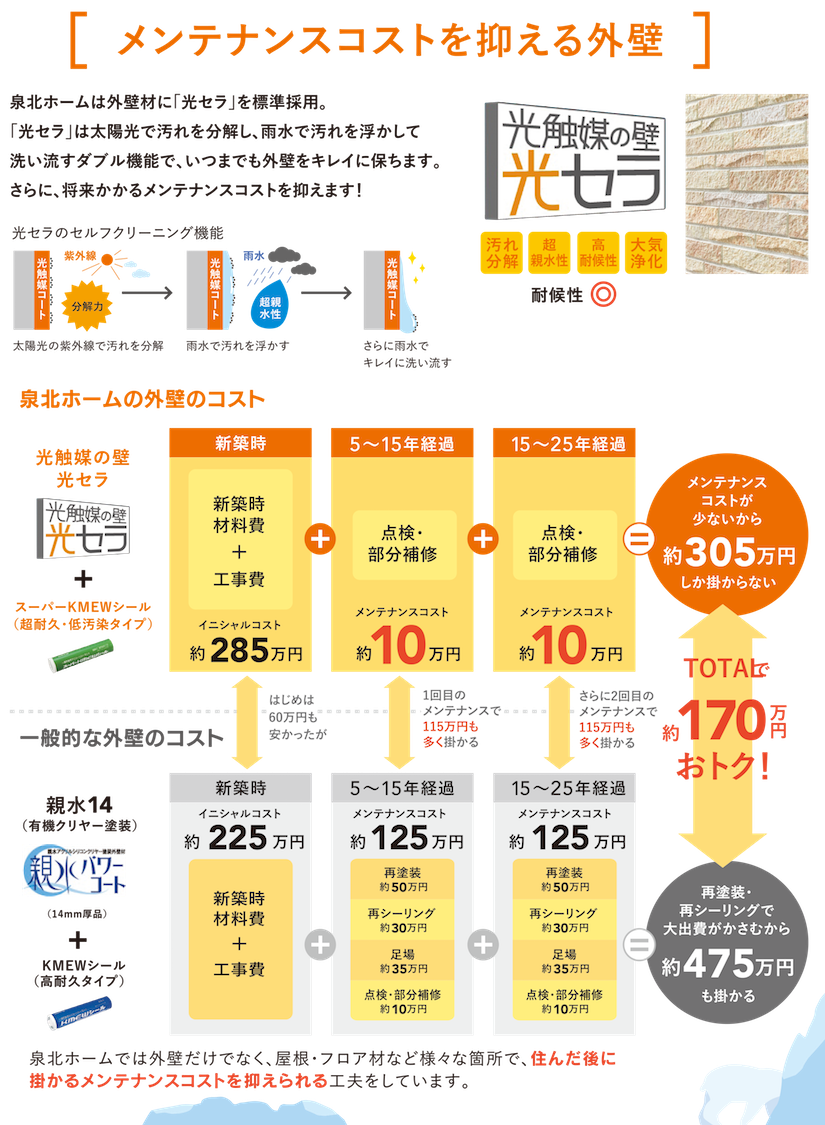 メンテナンスコストを抑える外壁
泉北ホームは外壁材に「光セラ」を標準採用。
「光セラ」は太陽光で汚れを分解し、雨水で汚れを浮かして
洗い流すダブル機能で、いつまでも外壁をキレイに保ちます。
さらに、将来かかるメンテナンスコストを抑えます!
光触媒の壁
光セラ
汚れ
分解
超
親水性
高
耐候性
大気
浄化
耐候性 ◎
光セラのセルフクリーニング機能
光触媒コート
紫外線
分解力
太陽光の紫外線で汚れを分解
光触媒コート
雨水
超親
水性
雨水で汚れを浮かす
光触媒コート
さらに雨水で
キレイに洗い流す
泉北ホームの外壁のコスト
光触媒の壁
光セラ
光触媒の壁
光セラ
+
スーパーKMEWシール
(超耐久・低汚染タイプ)
新築時
新築時
材料費
+
工事費
イニシャルコスト
約285万円
+
5〜15年経過
点検・
部分補修
メンテナンスコスト
約10万円
+
15〜25年経過
点検・
部分補修
メンテナンスコスト
約10万円
=
メンテナンス
コストが
少ないから
約305万円
しか掛からない
はじめは
60万円も
安かったが
1回目の
メンテナンスで
115万円も
多く掛かる
さらに2回目の
メンテナンスで
115万円も
多く掛かる
TOTALで
約170万円
おトク!
一般的な外壁のコスト
親水14
(有機クリヤー塗装)
親水アクリルシリコンクリヤー塗装外壁材
親水パワー
コート
(14mm厚品)
+
KMEWシール
(高耐久タイプ)
KMEWシール
新築時
イニシャルコスト
約225万円
新築時
材料費
+
工事費
+
5〜15年経過
メンテナンスコスト
約125万円
再塗装
約50万円
再シーリング
約30万円
足場
約35万円
点検・部分補修
約10万円
+
15〜25年経過
メンテナンスコスト
約125万円
再塗装
約50万円
再シーリング
約30万円
足場
約35万円
点検・部分補修
約10万円
=
再塗装・
再シーリングで
大出費がかさむから
約475万円
も掛かる
泉北ホームでは外壁だけでなく、屋根・フロア材など様々な箇所で、住んだ後に
掛かるメンテナンスコストを抑えられる工夫をしています。